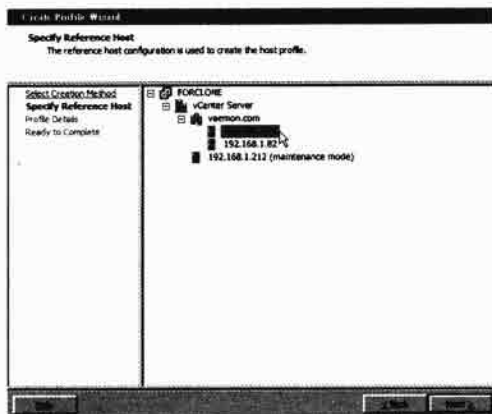 Create Profile Wizard
Specify Reference Host
The reference host configuration is used to create the host profile.
Select Creation Method
Specify Reference Host
Profile Details
Ready to Complete
FORCLONE
vCenter Server
vaemon.com
192.168.1.82
192.168.1.212 (maintenance mode)
Help
Back
Next